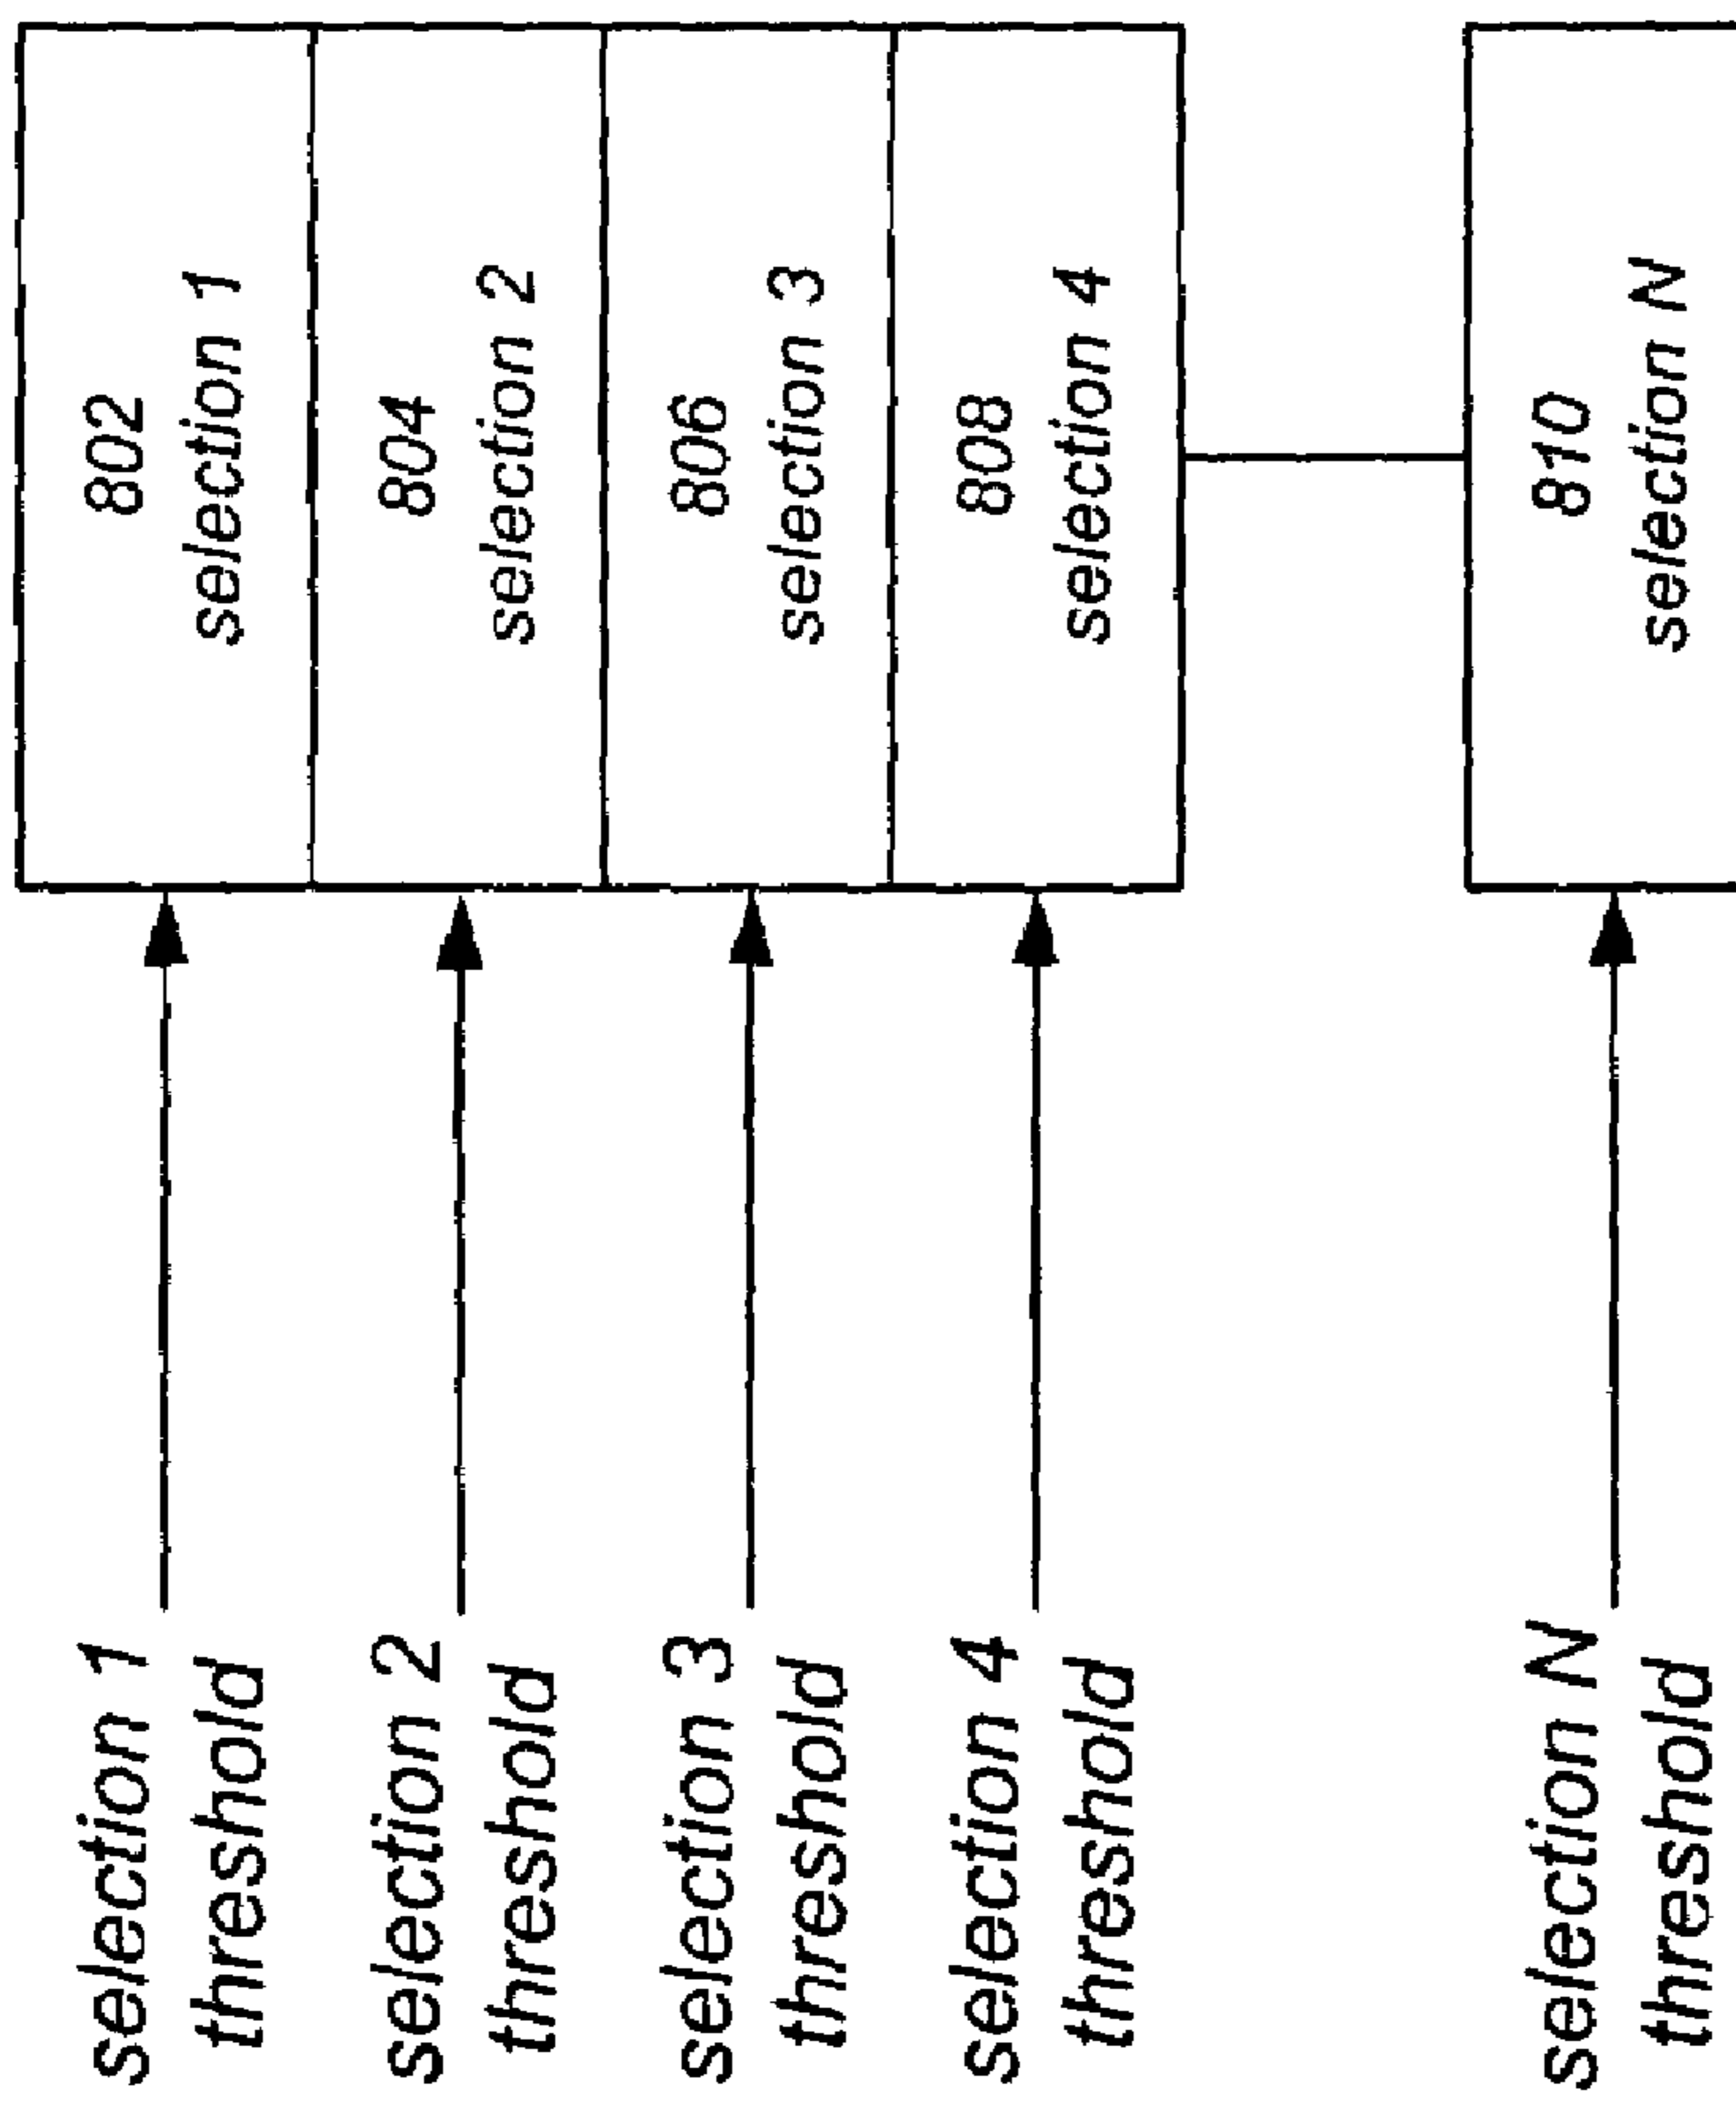 selection 1
threshold
802
selection 1
selection 2
threshold
804
selection 2
selection 3
threshold
806
selection 3
selection 4
threshold
808
selection 4
selection N
threshold
810
selection N